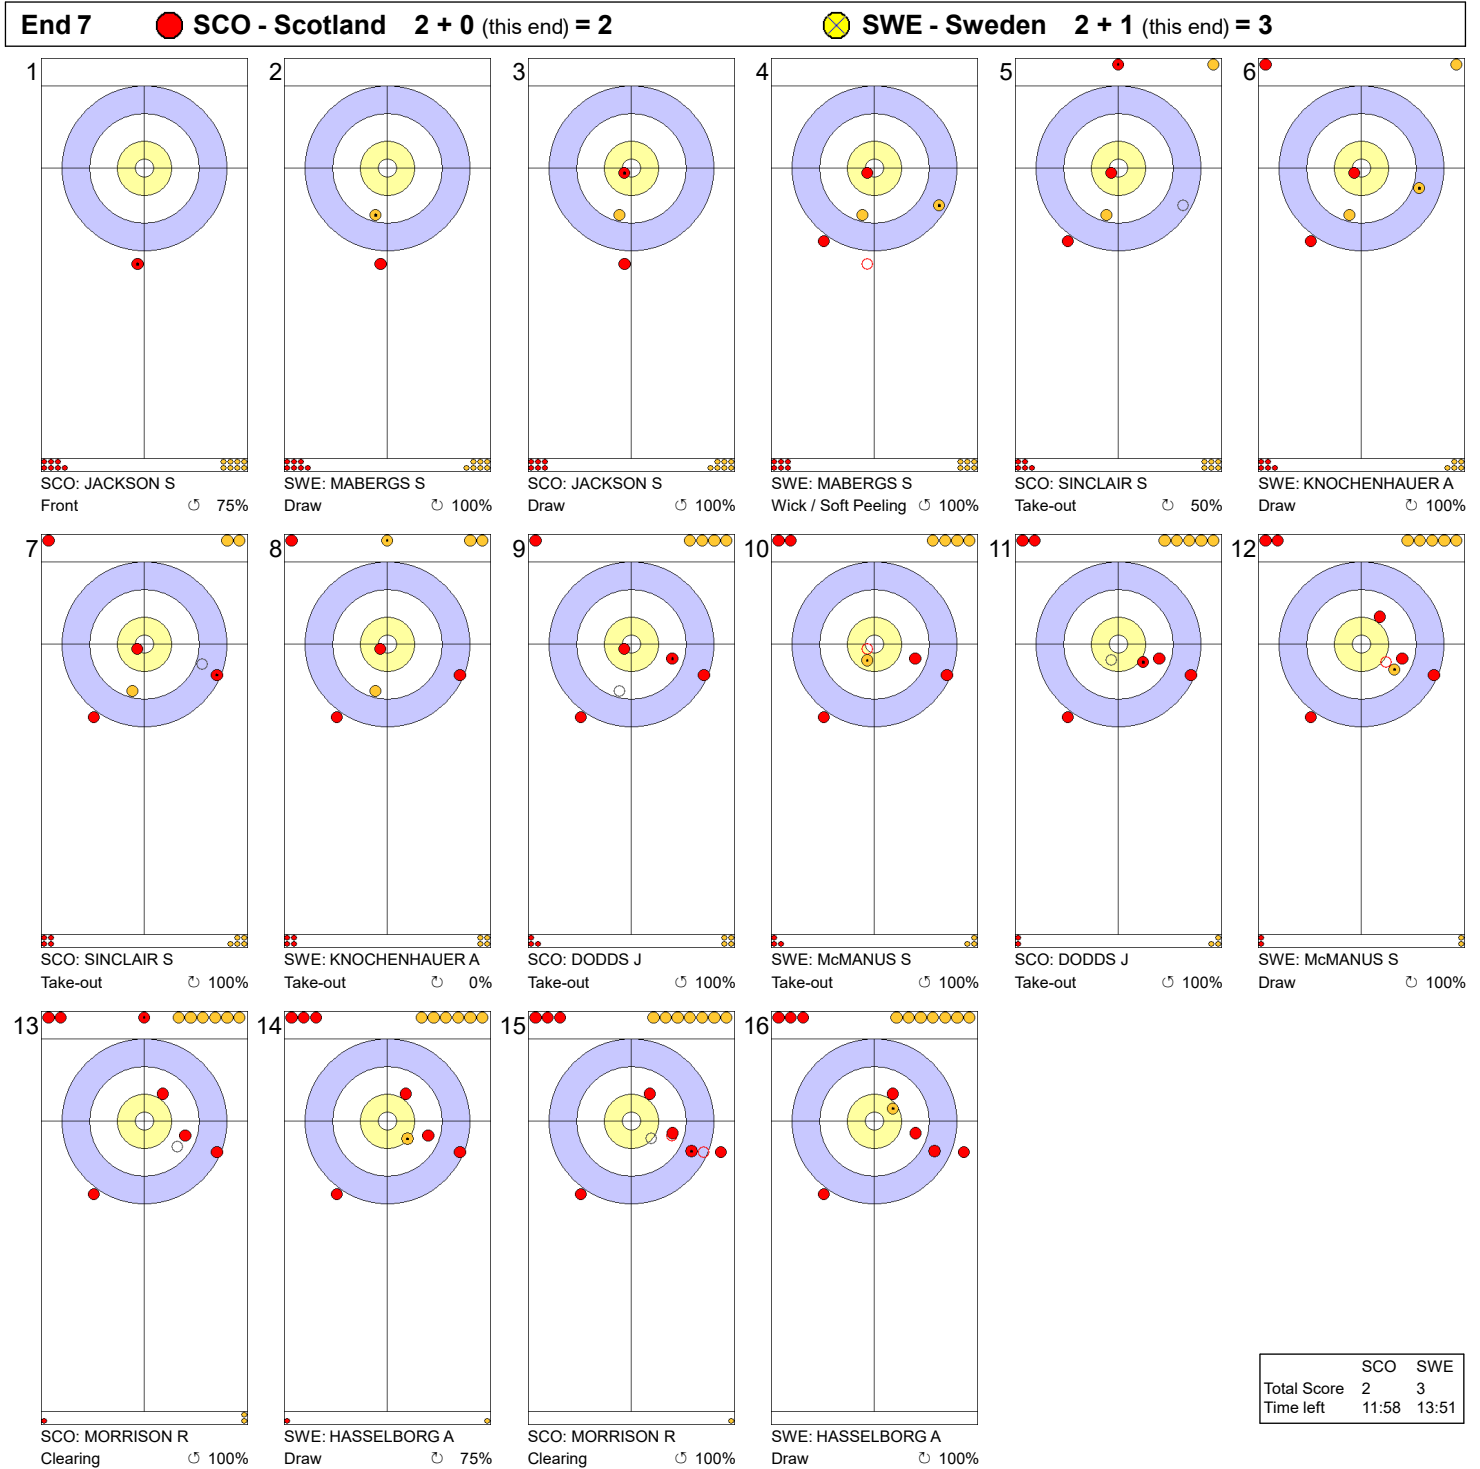 End 7 SCO - Scotland 2 + 0 (this end) = 2 SWE - Sweden 2 + 1 (this end) = 3
1 2 3 4 5 6
SCO: JACKSON S SWE: MABERGS S SCO: JACKSON S SWE: MABERGS S SCO: SINCLAIR S SWE: KNOCHENHAUER A
Front ↺ 75% Draw ↻ 100% Draw ↺ 100% Wick / Soft Peeling ↺ 100% Take-out ↻ 50% Draw ↻ 100%
7 8 9 10 11 12
SCO: SINCLAIR S SWE: KNOCHENHAUER A SCO: DODDS J SWE: McMANUS S SCO: DODDS J SWE: McMANUS S
Take-out ↻ 100% Take-out ↻ 0% Take-out ↺ 100% Take-out ↻ 100% Take-out ↺ 100% Draw ↻ 100%
13 14 15 16
SCO: MORRISON R SWE: HASSELBORG A SCO: MORRISON R SWE: HASSELBORG A
Clearing ↺ 100% Draw ↻ 75% Clearing ↺ 100% Draw ↻ 100%
SCO SWE
Total Score 2 3
Time left 11:58 13:51